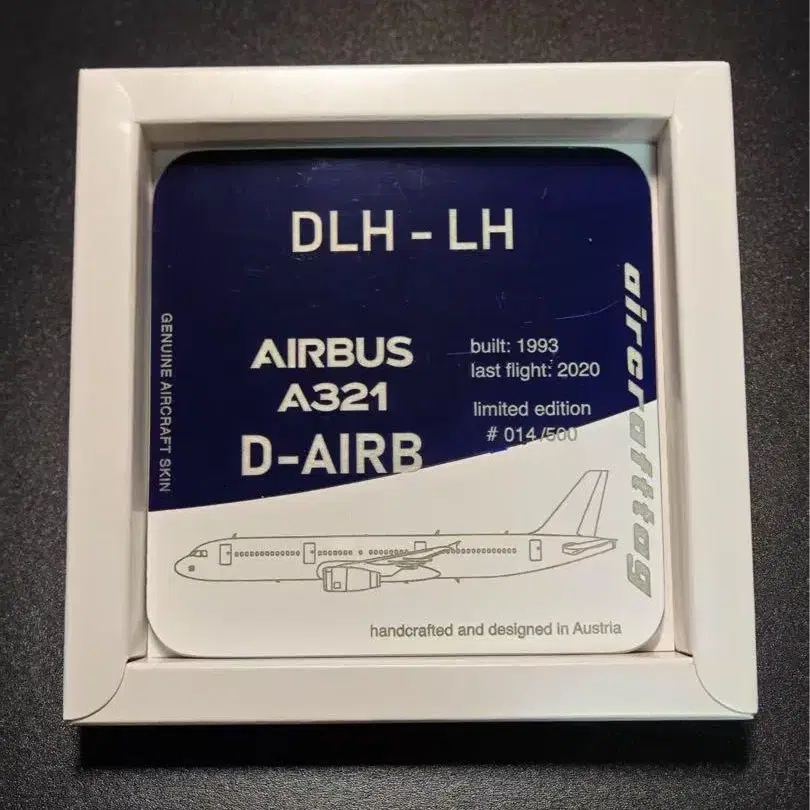 DLH - LH
GENUINE AIRCRAFT SKIN
AIRBUS
A321
D-AIRB
built: 1993
last flight: 2020
limited edition
# 014/500
aircrafttag
handcrafted and designed in Austria